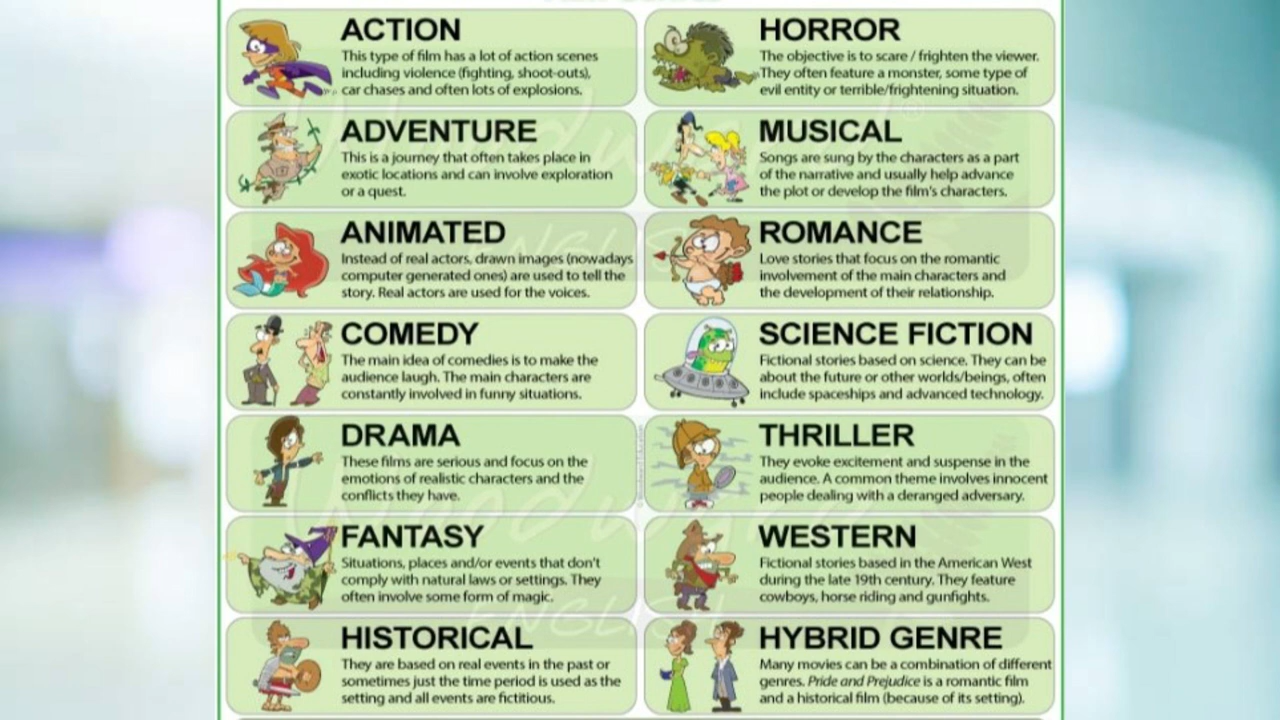 ACTION
This type of film has a lot of action scenes
including violence (fighting, shoot-outs),
car chases and often lots of explosions.
HORROR
The objective is to scare / frighten the viewer.
They often feature a monster, some type of
evil entity or terrible/frightening situation.
ADVENTURE
This is a journey that often takes place in
exotic locations and can involve exploration
or a quest.
MUSICAL
Songs are sung by the characters as a part
of the narrative and usually help advance
the plot or develop the film's characters.
ANIMATED
Instead of real actors, drawn images (nowadays
computer generated ones) are used to tell the
story. Real actors are used for the voices.
ROMANCE
Love stories that focus on the romantic
involvement of the main characters and
the development of their relationship.
COMEDY
The main idea of comedies is to make the
audience laugh. The main characters are
constantly involved in funny situations.
SCIENCE FICTION
Fictional stories based on science. They can be
about the future or other worlds/beings, often
include spaceships and advanced technology.
DRAMA
These films are serious and focus on the
emotions of realistic characters and the
conflicts they have.
THRILLER
They evoke excitement and suspense in the
audience. A common theme involves innocent
people dealing with a deranged adversary.
FANTASY
Situations, places and/or events that don't
comply with natural laws or settings. They
often involve some form of magic.
WESTERN
Fictional stories based in the American West
during the late 19th century. They feature
cowboys, horse riding and gunfights.
HISTORICAL
They are based on real events in the past or
sometimes just the time period is used as the
setting and all events are fictitious.
HYBRID GENRE
Many movies can be a combination of different
genres. Pride and Prejudice is a romantic film
and a historical film (because of its setting).
Woodward
ENGLISH